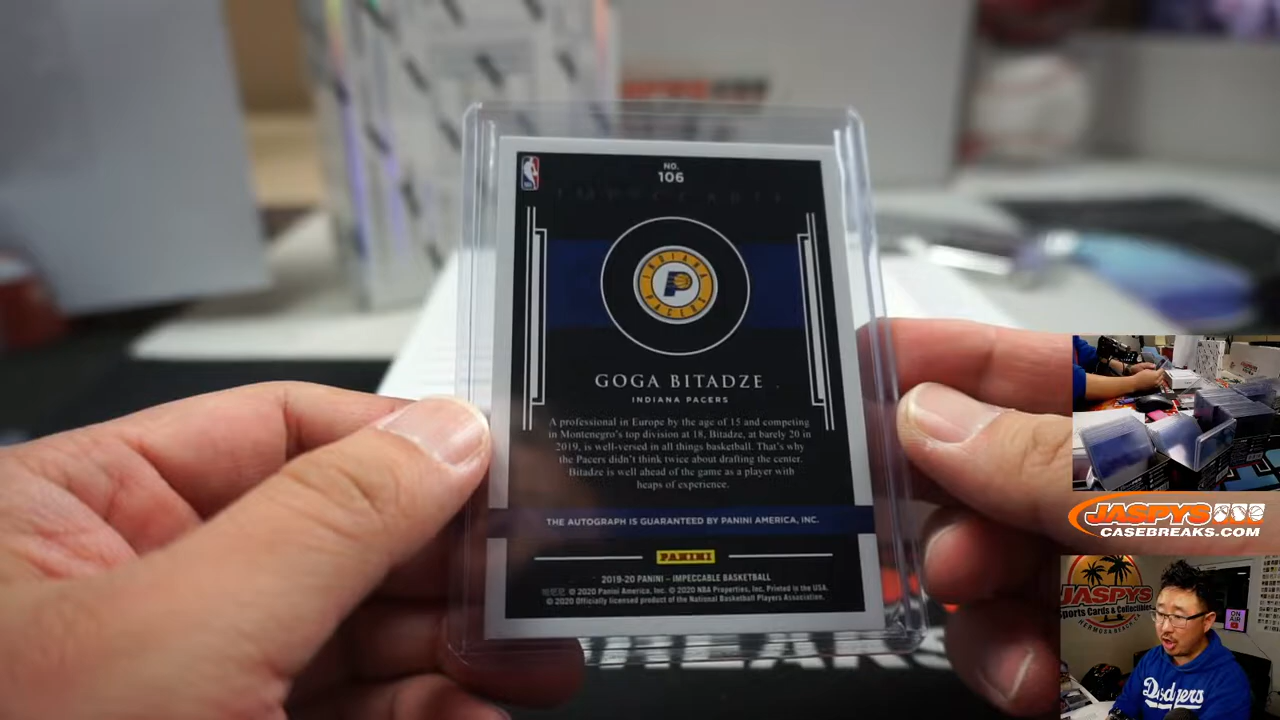 NO.
106
INDIANA
PACERS
GOGA BITADZE
INDIANA PACERS
A professional in Europe by the age of 15 and competing
in Montenegro's top division at 18, Bitadze, at barely 20 in
2019, is well-versed in all things basketball. That's why
the Pacers didn't think twice about drafting the center.
Bitadze is well ahead of the game as a player with
heaps of experience.
THE AUTOGRAPH IS GUARANTEED BY PANINI AMERICA, INC.
PANINI
2019-20 PANINI – IMPECCABLE BASKETBALL
© 2020 Panini America, Inc. © 2020 NBA Properties, Inc. Printed in the USA.
© 2020 Officially licensed product of the National Basketball Players Association.
JASPYS
CASEBREAKS.COM
JASPYS
Sports Cards & Collectibles
HERMOSA BEACH, CA
ON
AIR
Dodgers